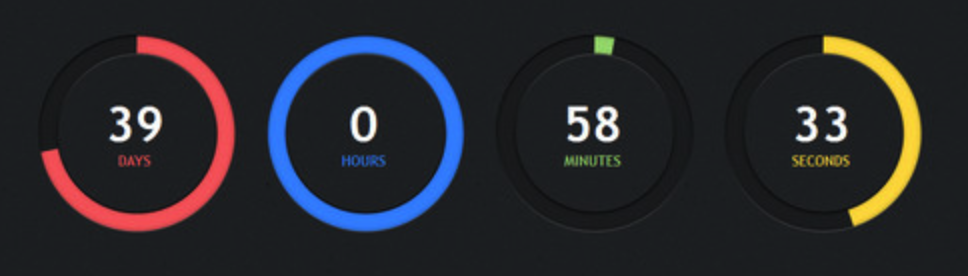 39
DAYS
0
HOURS
58
MINUTES
33
SECONDS